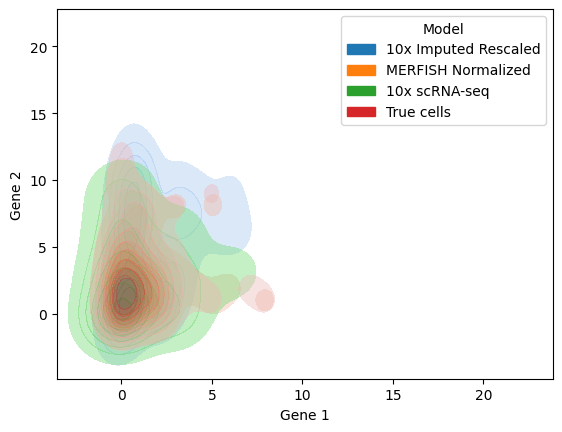 Model
10x Imputed Rescaled
MERFISH Normalized
10x scRNA-seq
True cells
20
15
10
5
0
Gene 2
0
5
10
15
20
Gene 1